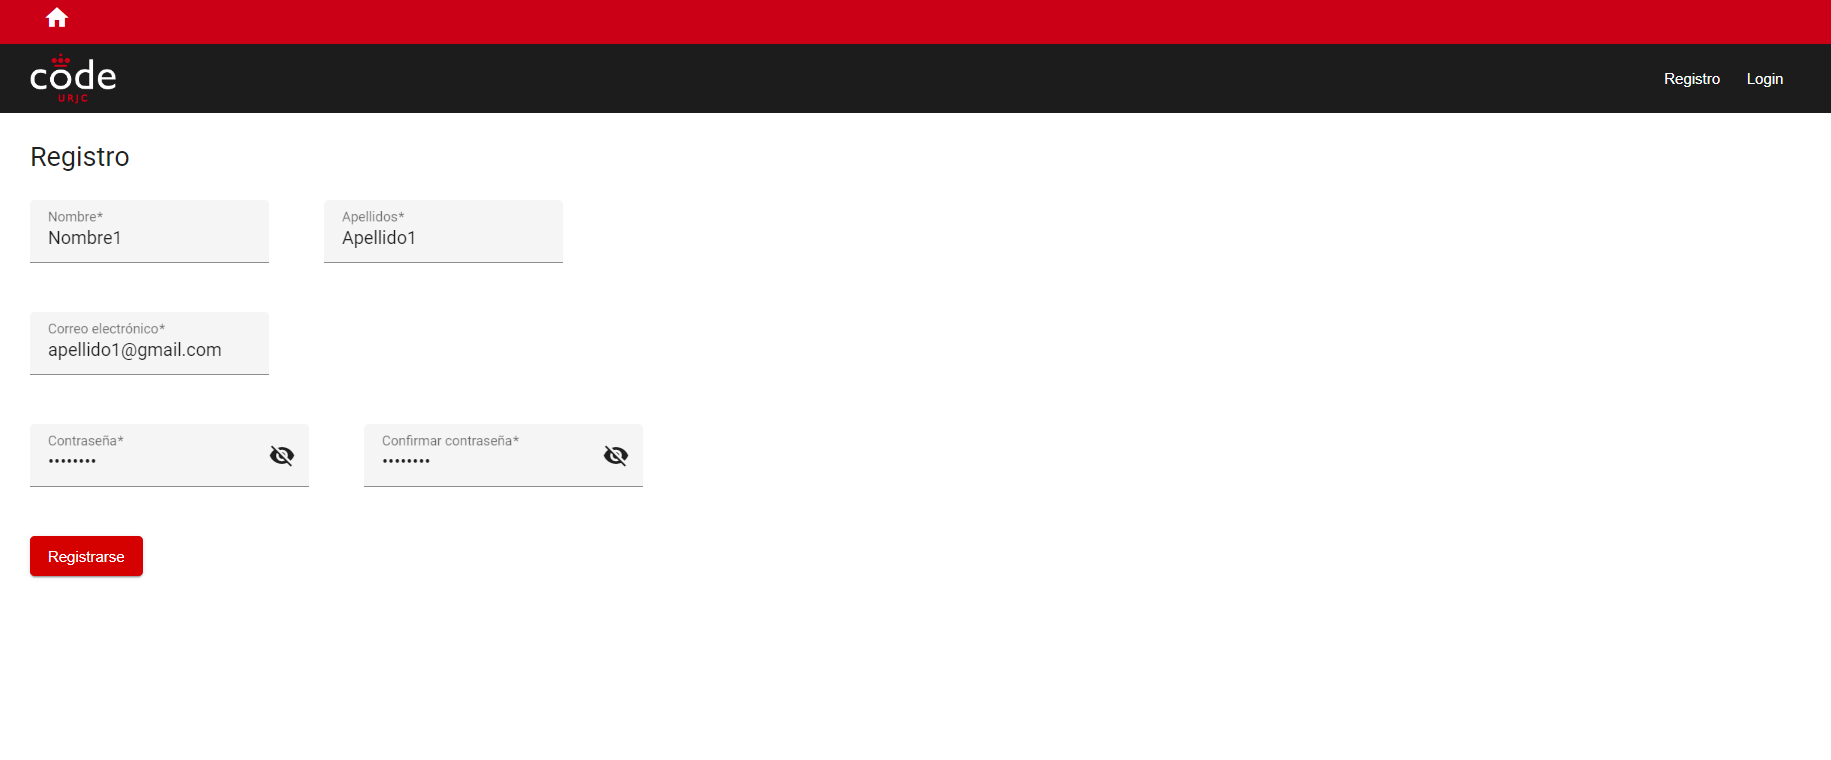 code
URJC
Registro Login
Registro
Nombre* Apellidos*
Nombre1 Apellido1
Correo electrónico*
apellido1@gmail.com
Contraseña* Confirmar contraseña*
•••••••• ••••••••
Registrarse